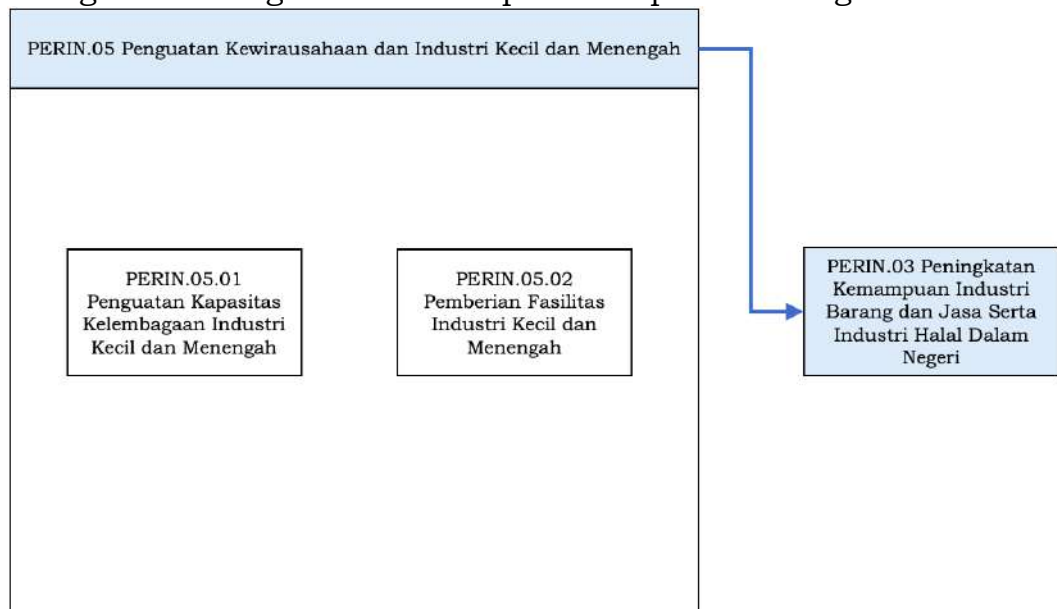 PERIN.05 Penguatan Kewirausahaan dan Industri Kecil dan Menengah
PERIN.05.01
Penguatan Kapasitas
Kelembagaan Industri
Kecil dan Menengah
PERIN.05.02
Pemberian Fasilitas
Industri Kecil dan
Menengah
PERIN.03 Peningkatan
Kemampuan Industri
Barang dan Jasa Serta
Industri Halal Dalam
Negeri